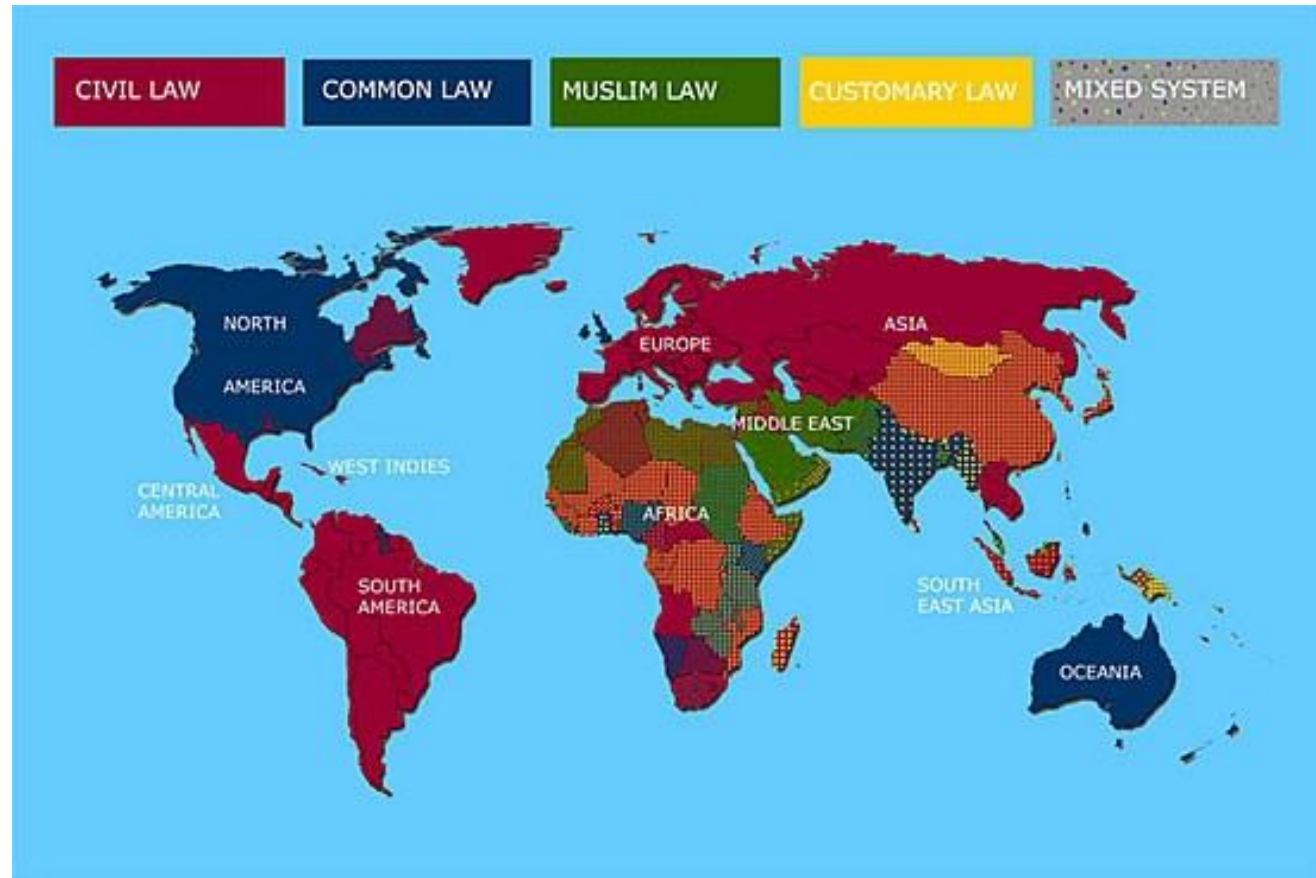 CIVIL LAW
COMMON LAW
MUSLIM LAW
CUSTOMARY LAW
MIXED SYSTEM
NORTH
AMERICA
EUROPE
ASIA
MIDDLE EAST
WEST INDIES
CENTRAL
AMERICA
AFRICA
SOUTH
AMERICA
SOUTH
EAST ASIA
OCEANIA